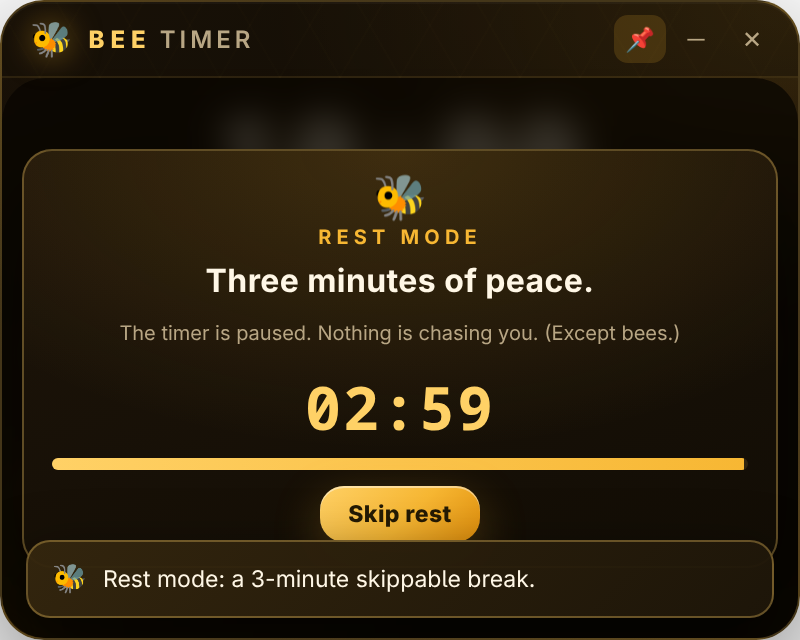 BEE TIMER
REST MODE
Three minutes of peace.
The timer is paused. Nothing is chasing you. (Except bees.)
02:59
Skip rest
Rest mode: a 3-minute skippable break.